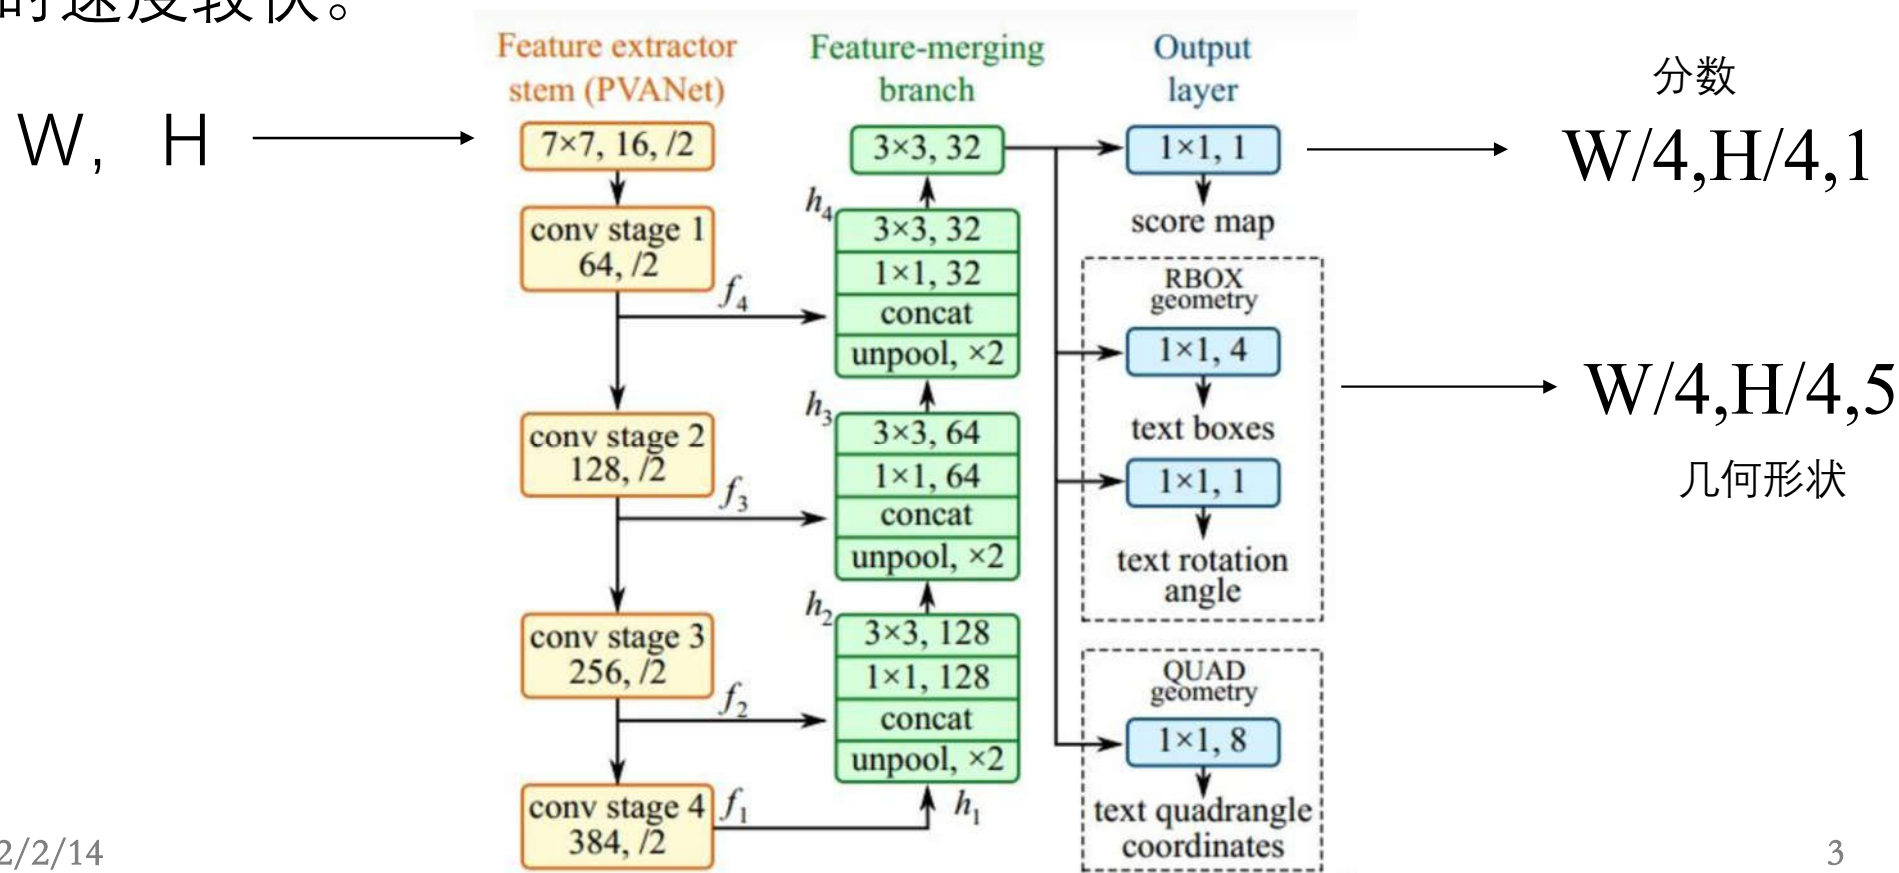 的速度较快。
Feature extractor
stem (PVANet)
Feature-merging
branch
Output
layer
W, H
7×7, 16, /2
conv stage 1
64, /2
f4
conv stage 2
128, /2
f3
conv stage 3
256, /2
f2
conv stage 4
384, /2
f1
3×3, 32
h4
3×3, 32
1×1, 32
concat
unpool, ×2
h3
3×3, 64
1×1, 64
concat
unpool, ×2
h2
3×3, 128
1×1, 128
concat
unpool, ×2
h1
1×1, 1
score map
RBOX
geometry
1×1, 4
text boxes
1×1, 1
text rotation
angle
QUAD
geometry
1×1, 8
text quadrangle
coordinates
分数
W/4,H/4,1
W/4,H/4,5
几何形状
2/2/14
3